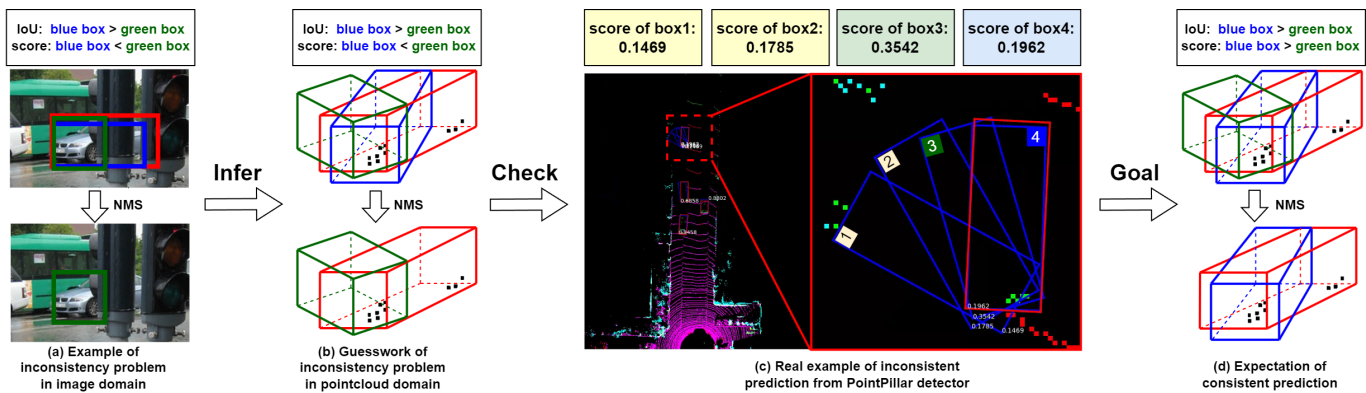 IoU: blue box > green box
score: blue box < green box
NMS
(a) Example of
inconsistency problem
in image domain
Infer
IoU: blue box > green box
score: blue box < green box
NMS
(b) Guesswork of
inconsistency problem
in pointcloud domain
Check
score of box1:
0.1469
score of box2:
0.1785
score of box3:
0.3542
score of box4:
0.1962
0.6858
0.8802
1
2
3
4
0.1962
0.3542
0.1785
0.1469
(c) Real example of inconsistent
prediction from PointPillar detector
Goal
IoU: blue box > green box
score: blue box > green box
NMS
(d) Expectation of
consistent prediction